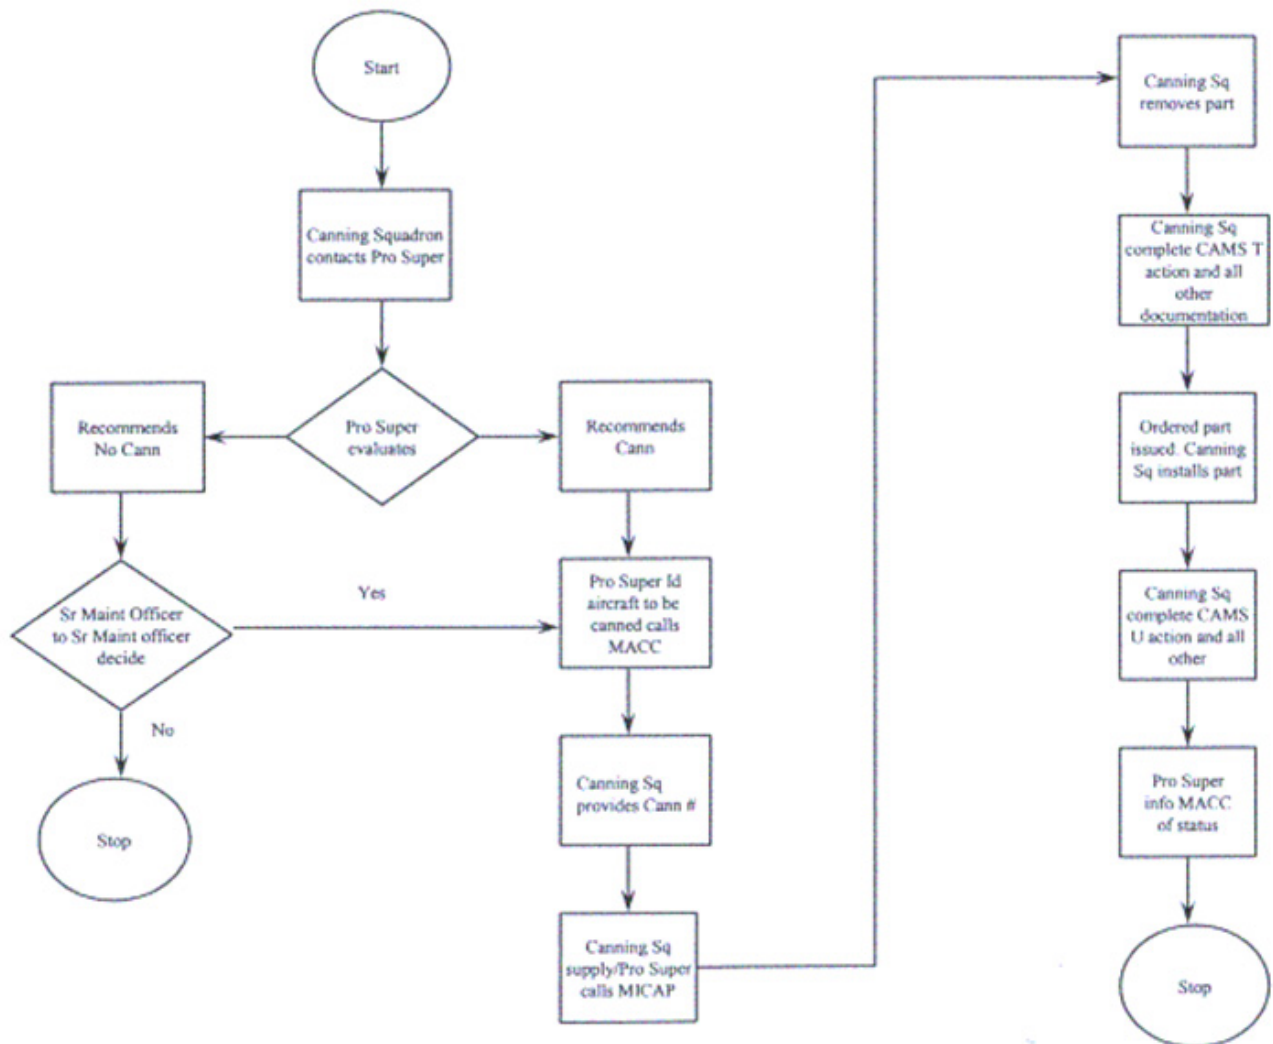 Start
Canning Squadron
contacts Pro Super
Pro Super
evaluates
Recommends
No Cann
Recommends
Cann
Sr Maint Officer
to Sr Maint officer
decide
Yes
No
Stop
Pro Super Id
aircraft to be
canned calls
MACC
Canning Sq
provides Cann #
Canning Sq
supply/Pro Super
calls MICAP
Canning Sq
removes part
Canning Sq
complete CAMS T
action and all
other
documentation
Ordered part
issued. Canning
Sq installs part
Canning Sq
complete CAMS
U action and all
other
Pro Super
info MACC
of status
Stop